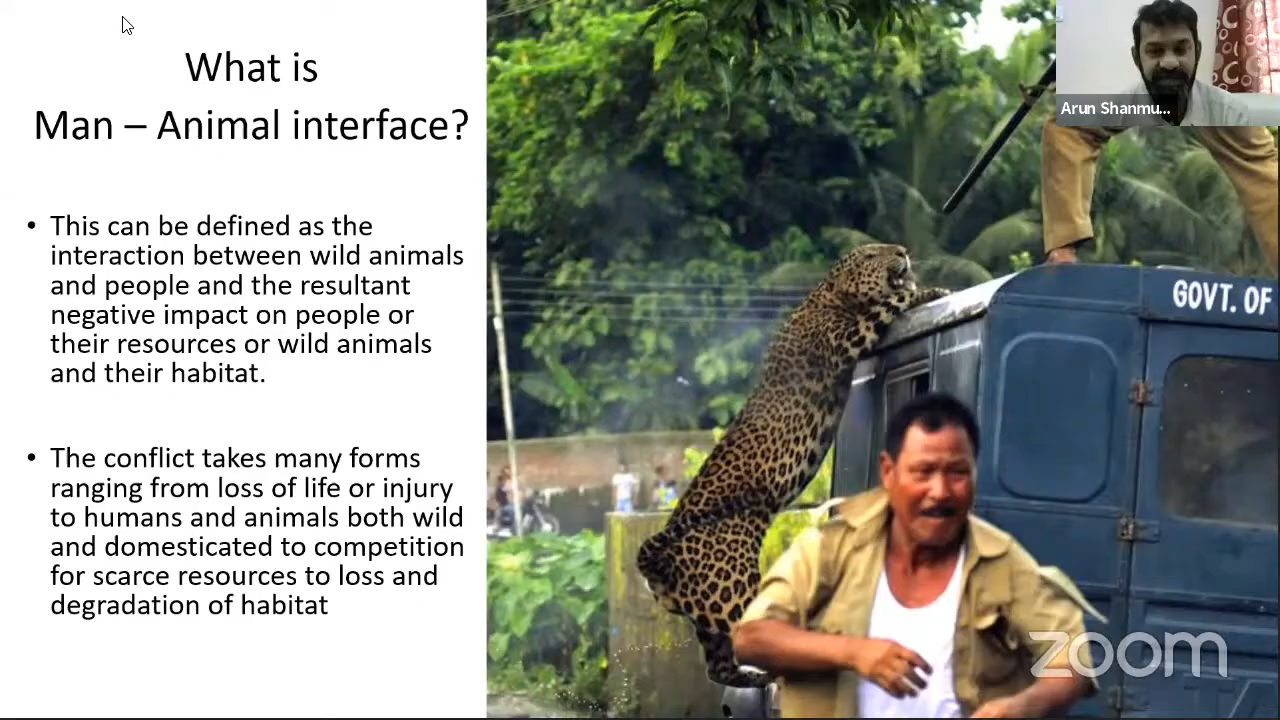 What is
Man – Animal interface?
• This can be defined as the
interaction between wild animals
and people and the resultant
negative impact on people or
their resources or wild animals
and their habitat.
• The conflict takes many forms
ranging from loss of life or injury
to humans and animals both wild
and domesticated to competition
for scarce resources to loss and
degradation of habitat
Arun Shanmu...
GOVT. OF
zoom